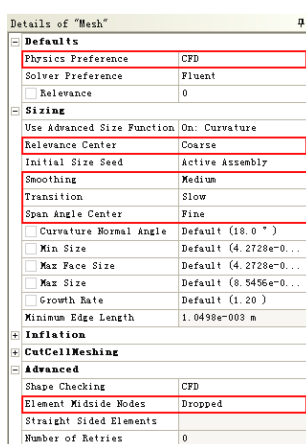 Details of "Mesh"
Defaults
Physics Preference CFD
Solver Preference Fluent
Relevance 0
Sizing
Use Advanced Size Function On: Curvature
Relevance Center Coarse
Initial Size Seed Active Assembly
Smoothing Medium
Transition Slow
Span Angle Center Fine
Curvature Normal Angle Default (18.0 °)
Min Size Default (4.2728e-0...
Max Face Size Default (4.2728e-0...
Max Size Default (8.5456e-0...
Growth Rate Default (1.20 )
Minimum Edge Length 1.0498e-003 m
Inflation
CutCellMeshing
Advanced
Shape Checking CFD
Element Midside Nodes Dropped
Straight Sided Elements
Number of Retries 0